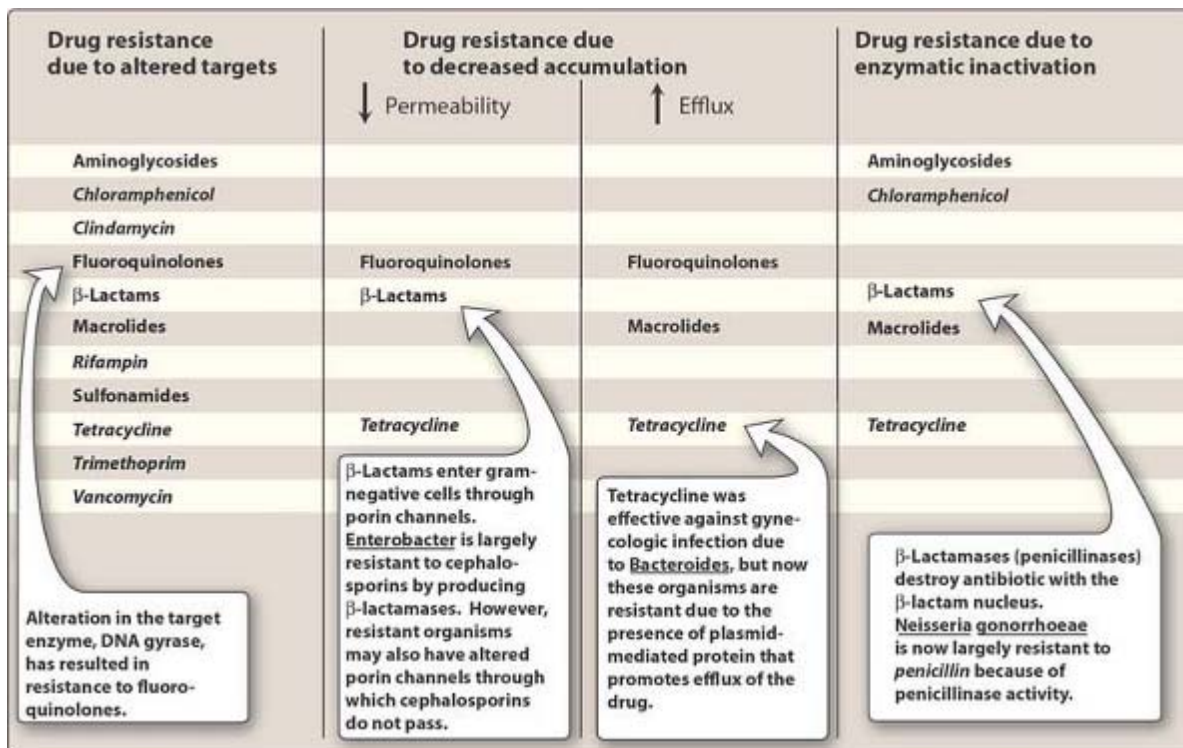 Drug resistance
due to altered targets
Drug resistance due
to decreased accumulation
↓ Permeability
↑ Efflux
Drug resistance due to
enzymatic inactivation
Aminoglycosides
Chloramphenicol
Clindamycin
Fluoroquinolones
β-Lactams
Macrolides
Rifampin
Sulfonamides
Tetracycline
Trimethoprim
Vancomycin
Alteration in the target
enzyme, DNA gyrase,
has resulted in
resistance to fluoro-
quinolones.
Fluoroquinolones
β-Lactams
Tetracycline
β-Lactams enter gram-
negative cells through
porin channels.
Enterobacter is largely
resistant to cephalo-
sporins by producing
β-lactamases. However,
resistant organisms
may also have altered
porin channels through
which cephalosporins
do not pass.
Fluoroquinolones
Macrolides
Tetracycline
Tetracycline was
effective against gyne-
cologic infection due
to Bacteroides, but now
these organisms are
resistant due to the
presence of plasmid-
mediated protein that
promotes efflux of the
drug.
Aminoglycosides
Chloramphenicol
β-Lactams
Macrolides
Tetracycline
β-Lactamases (penicillinases)
destroy antibiotic with the
β-lactam nucleus.
Neisseria gonorrhoeae
is now largely resistant to
penicillin because of
penicillinase activity.